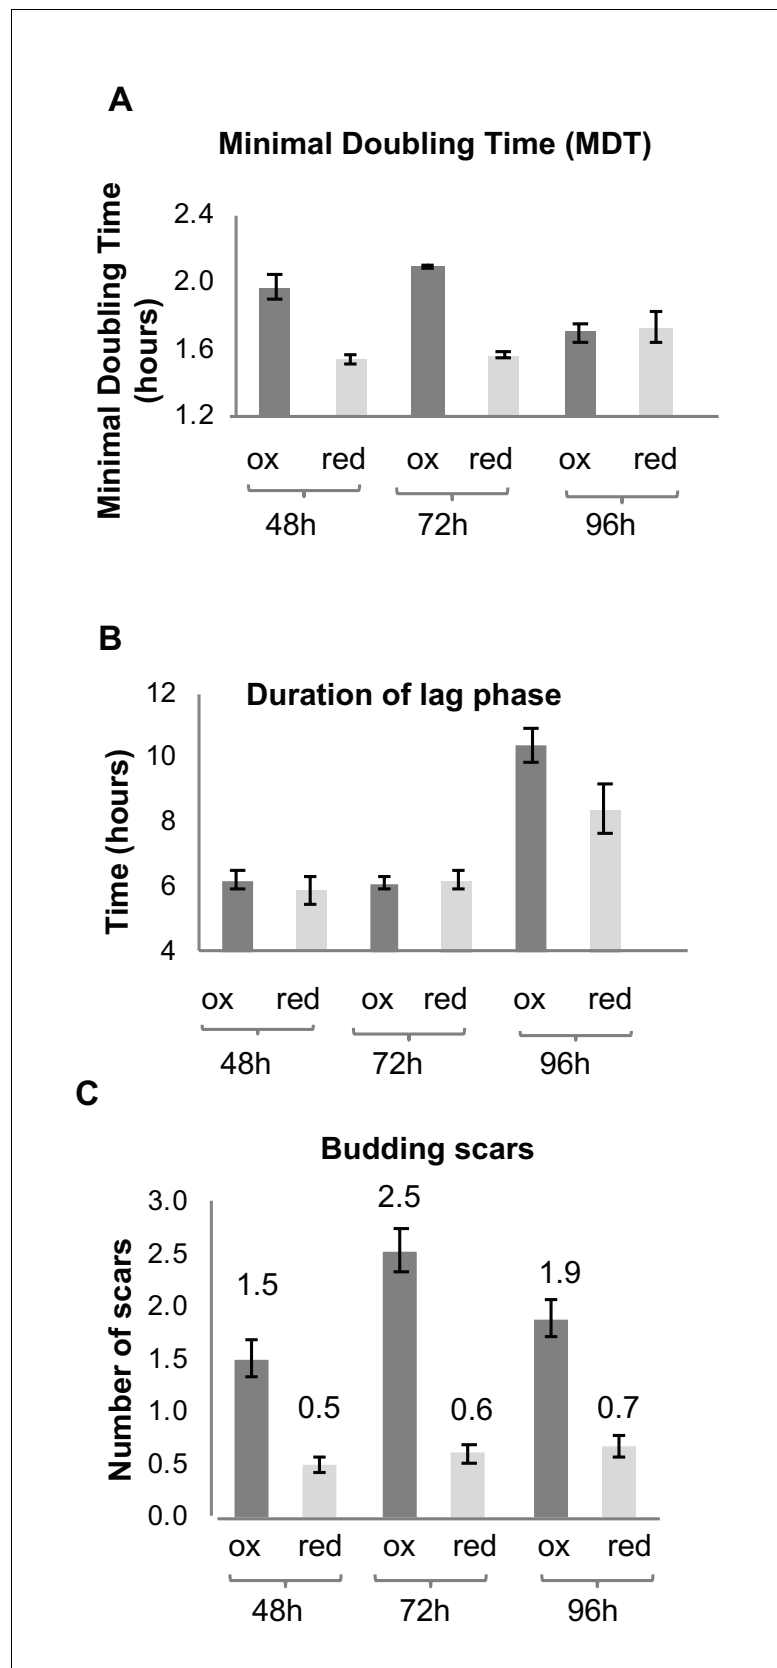 A
Minimal Doubling Time (MDT)
Minimal Doubling Time
(hours)
2.4
2.0
1.6
1.2
ox red ox red ox red
48h 72h 96h
B
Duration of lag phase
Time (hours)
12
10
8
6
4
ox red ox red ox red
48h 72h 96h
C
Budding scars
Number of scars
3.0
2.5
2.0
1.5
1.0
0.5
0.0
1.5
0.5
2.5
0.6
1.9
0.7
ox red ox red ox red
48h 72h 96h